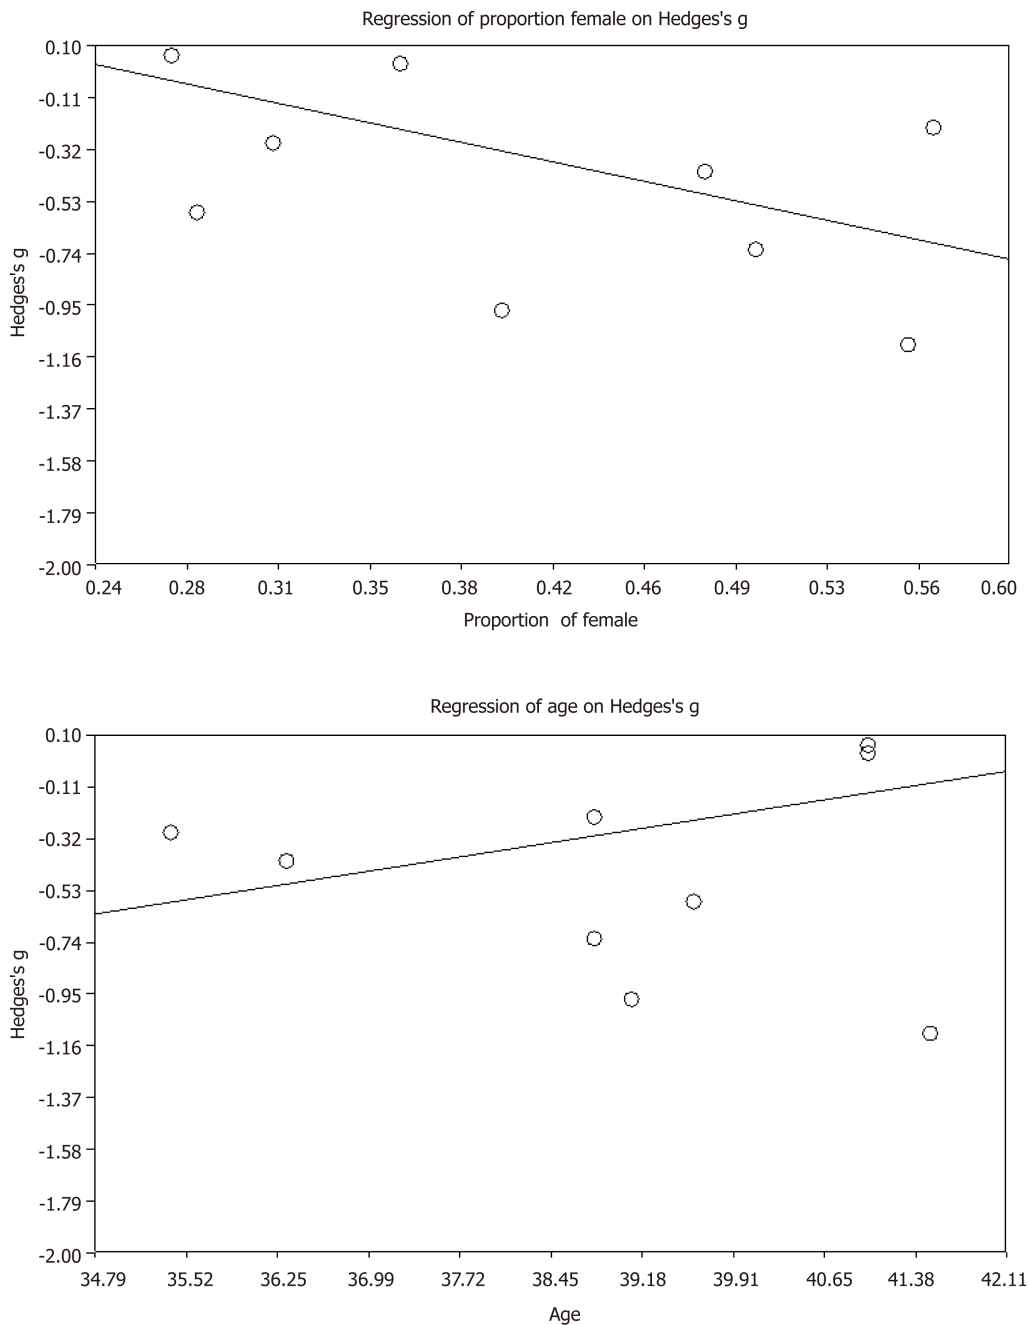 Regression of proportion female on Hedges's g
0.10
-0.11
-0.32
-0.53
-0.74
-0.95
-1.16
-1.37
-1.58
-1.79
-2.00
Hedges's g
0.24 0.28 0.31 0.35 0.38 0.42 0.46 0.49 0.53 0.56 0.60
Proportion of female
Regression of age on Hedges's g
0.10
-0.11
-0.32
-0.53
-0.74
-0.95
-1.16
-1.37
-1.58
-1.79
-2.00
Hedges's g
34.79 35.52 36.25 36.99 37.72 38.45 39.18 39.91 40.65 41.38 42.11
Age